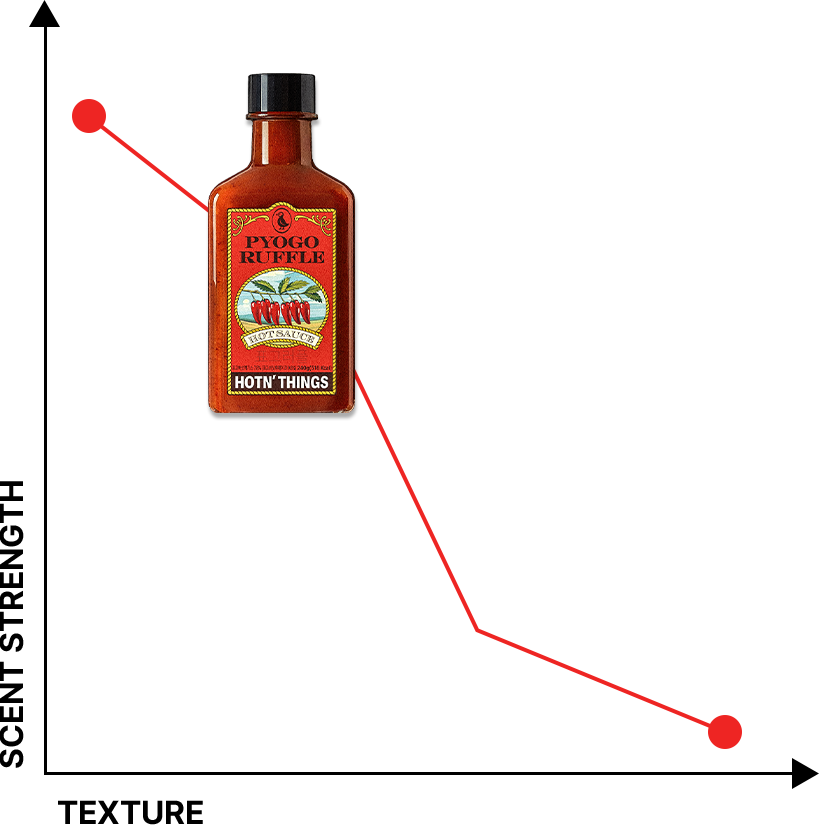 SCENT STRENGTH
PYOGO
RUFFLE
HOT SAUCE
HOTN' THINGS
TEXTURE